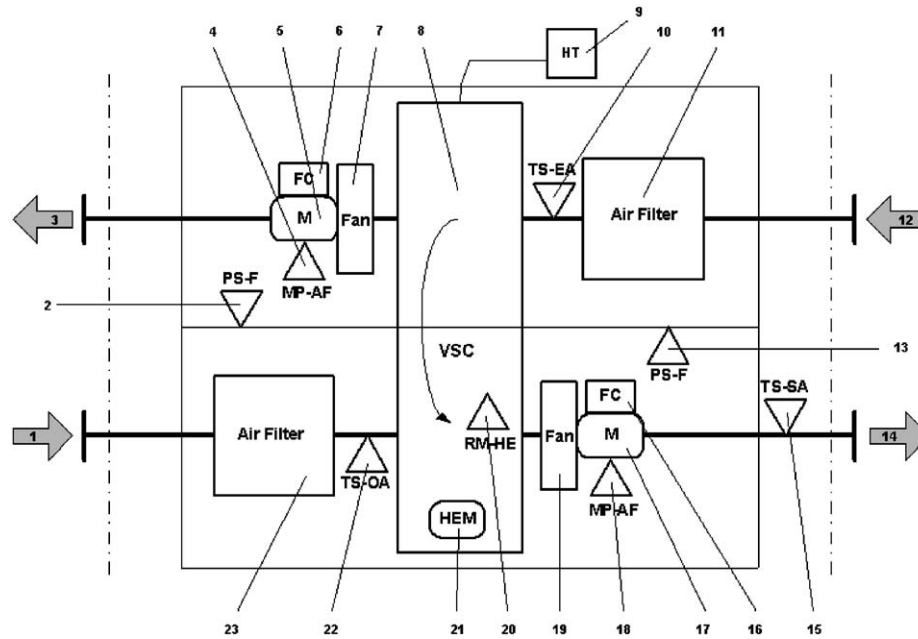 4 5 6 7 8 9 10 11
HT
TS-EA
FC
M Fan Air Filter
3 12
PS-F MP-AF
2
VSC
13
PS-F
TS-SA
FC
1 Air Filter Fan M 14
RM-HE
TS-OA
MP-AF
HEM
23 22 21 20 19 18 17 16 15